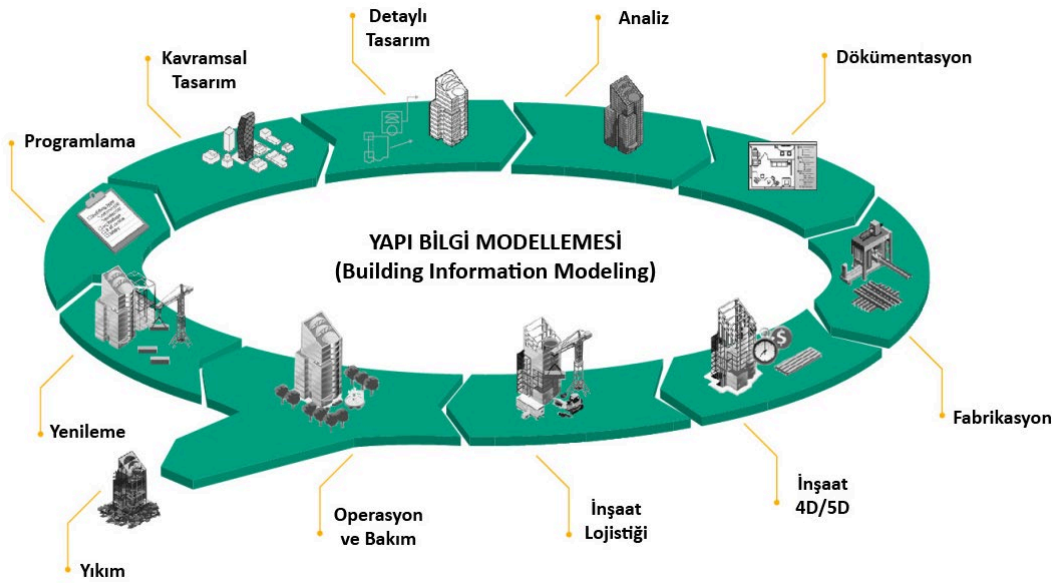 Detaylı
Tasarım
Analiz
Kavramsal
Tasarım
Dökümentasyon
Programlama
YAPI BİLGİ MODELLEMESİ
(Building Information Modeling)
Fabrikasyon
Yenileme
İnşaat
4D/5D
Operasyon
ve Bakım
İnşaat
Lojistiği
Yıkım
$